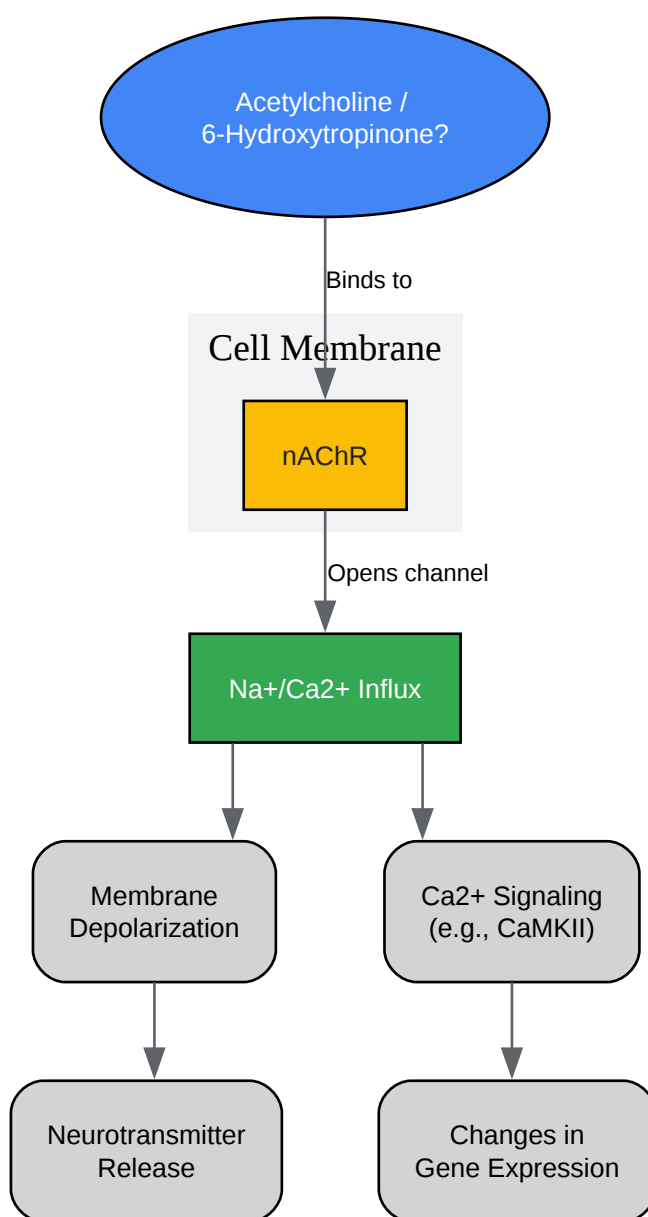 Acetylcholine /
6-Hydroxytropinone?
Binds to
Cell Membrane
nAChR
Opens channel
Na+/Ca2+ Influx
Membrane
Depolarization
Ca2+ Signaling
(e.g., CaMKII)
Neurotransmitter
Release
Changes in
Gene Expression